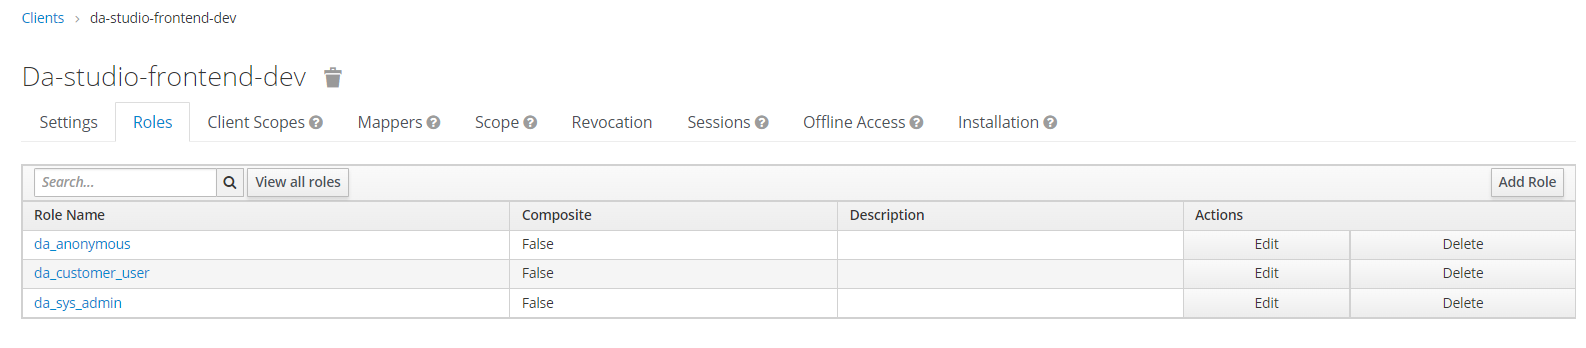 Clients › da-studio-frontend-dev
Da-studio-frontend-dev
Settings Roles Client Scopes ? Mappers ? Scope ? Revocation Sessions ? Offline Access ? Installation ?
Search... View all roles Add Role
Role Name Composite Description Actions
da_anonymous False Edit Delete
da_customer_user False Edit Delete
da_sys_admin False Edit Delete